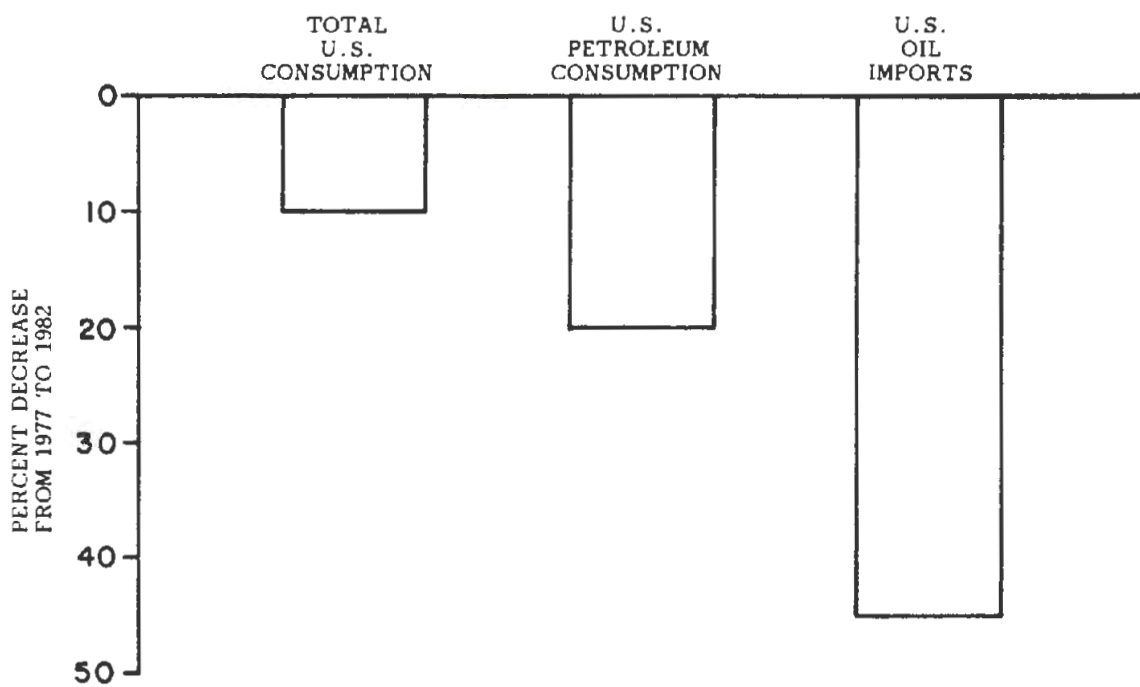 TOTAL
U.S.
CONSUMPTION
U.S.
PETROLEUM
CONSUMPTION
U.S.
OIL
IMPORTS
0
10
20
30
40
50
PERCENT DECREASE
FROM 1977 TO 1982